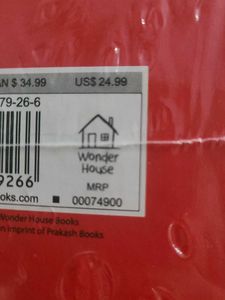 AN $ 34.99 US$ 24.99
79-26-6
Wonder
House
9266 MRP
oks.com ■ 00074900
Wonder House Books
n imprint of Prakash Books